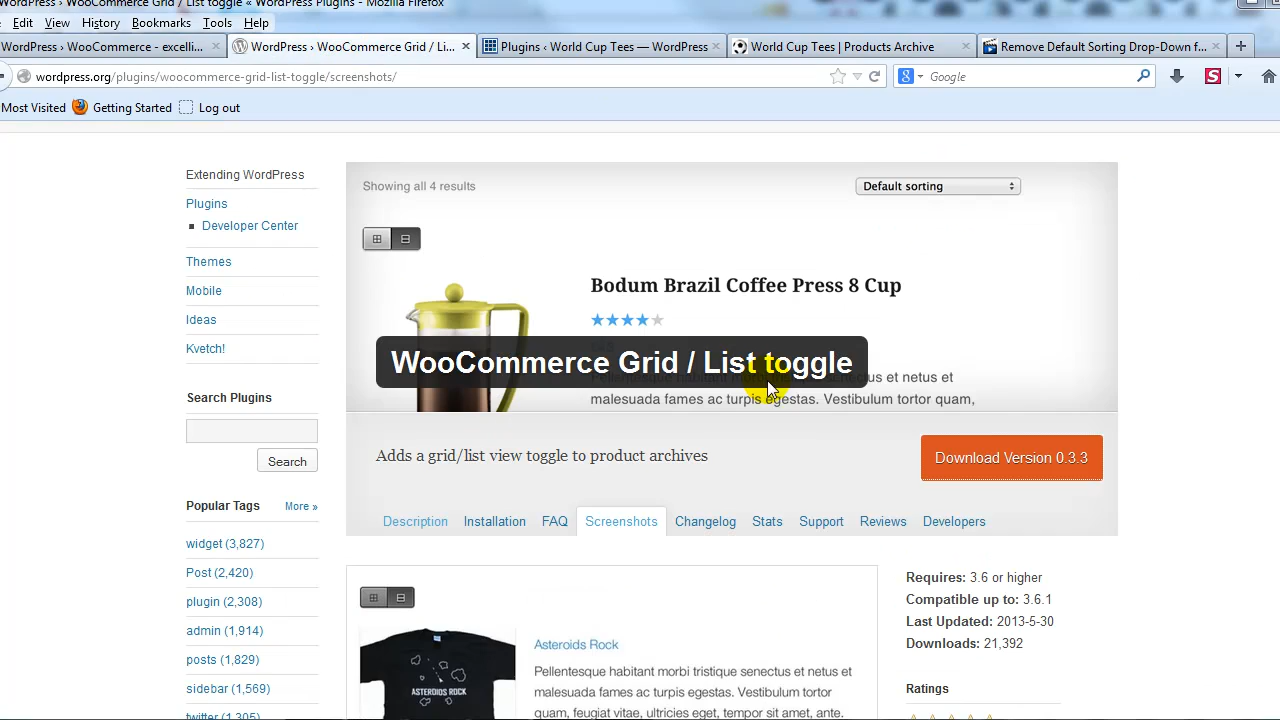 WordPress › WooCommerce Grid / List toggle « WordPress Plugins - Mozilla Firefox
Edit View History Bookmarks Tools Help
WordPress › WooCommerce - excelli...
WordPress › WooCommerce Grid / Li...
Plugins ‹ World Cup Tees — WordPress
World Cup Tees | Products Archive
Remove Default Sorting Drop-Down f...
wordpress.org/plugins/woocommerce-grid-list-toggle/screenshots/
Google
Most Visited Getting Started Log out
Extending WordPress
Plugins
Developer Center
Themes
Mobile
Ideas
Kvetch!
Search Plugins
Search
Popular Tags More »
widget (3,827)
Post (2,420)
plugin (2,308)
admin (1,914)
posts (1,829)
sidebar (1,569)
twitter (1,305)
Showing all 4 results
Default sorting
Bodum Brazil Coffee Press 8 Cup
WooCommerce Grid / List toggle
senectus et netus et
malesuada fames ac turpis egestas. Vestibulum tortor quam,
Adds a grid/list view toggle to product archives
Download Version 0.3.3
Description Installation FAQ Screenshots Changelog Stats Support Reviews Developers
ASTEROIDS ROCK
Asteroids Rock
Pellentesque habitant morbi tristique senectus et netus et
malesuada fames ac turpis egestas. Vestibulum tortor
quam, feugiat vitae, ultricies eget, tempor sit amet, ante.
Requires: 3.6 or higher
Compatible up to: 3.6.1
Last Updated: 2013-5-30
Downloads: 21,392
Ratings